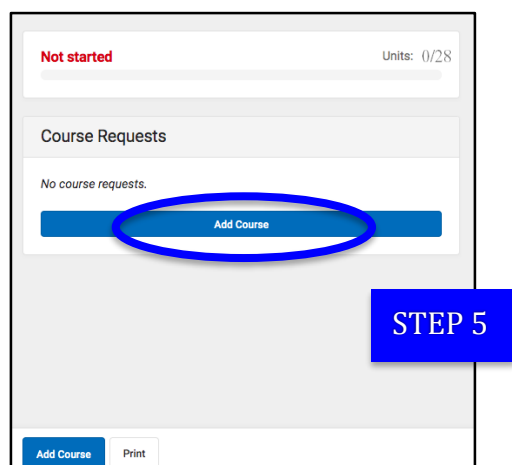 Not started Units: 0/28
Course Requests
No course requests.
Add Course
STEP 5
Add Course Print